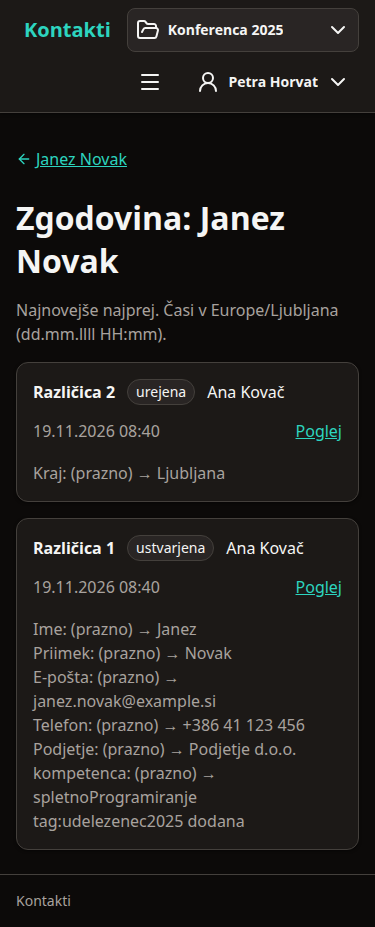 Kontakti
Konferenca 2025
Petra Horvat
← Janez Novak
Zgodovina: Janez
Novak
Najnovejše najprej. Časi v Europe/Ljubljana
(dd.mm.llll HH:mm).
Različica 2 urejena Ana Kovač
19.11.2026 08:40 Poglej
Kraj: (prazno) → Ljubljana
Različica 1 ustvarjena Ana Kovač
19.11.2026 08:40 Poglej
Ime: (prazno) → Janez
Priimek: (prazno) → Novak
E-pošta: (prazno) →
janez.novak@example.si
Telefon: (prazno) → +386 41 123 456
Podjetje: (prazno) → Podjetje d.o.o.
kompetenca: (prazno) →
spletnoProgramiranje
tag:udelezenec2025 dodana
Kontakti